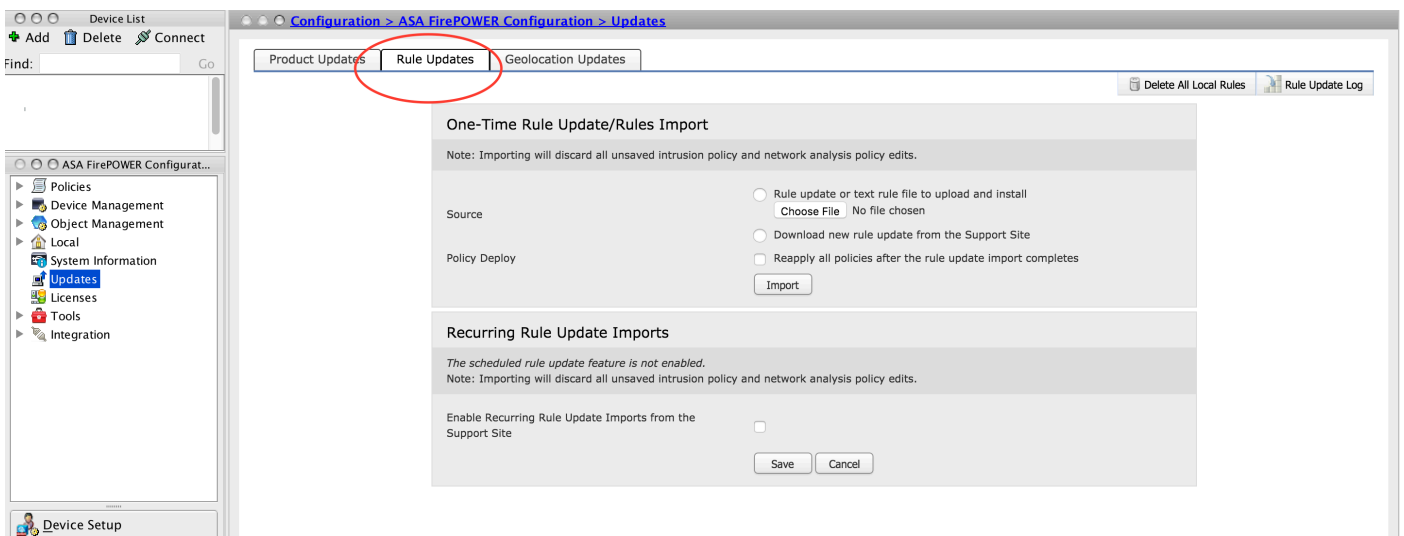 Device List
Add Delete Connect
Find: Go
ASA FirePOWER Configurat...
Policies
Device Management
Object Management
Local
System Information
Updates
Licenses
Tools
Integration
Device Setup
Configuration > ASA FirePOWER Configuration > Updates
Product Updates Rule Updates Geolocation Updates
Delete All Local Rules Rule Update Log
One-Time Rule Update/Rules Import
Note: Importing will discard all unsaved intrusion policy and network analysis policy edits.
Source
Rule update or text rule file to upload and install
Choose File No file chosen
Download new rule update from the Support Site
Policy Deploy
Reapply all policies after the rule update import completes
Import
Recurring Rule Update Imports
The scheduled rule update feature is not enabled.
Note: Importing will discard all unsaved intrusion policy and network analysis policy edits.
Enable Recurring Rule Update Imports from the
Support Site
Save Cancel